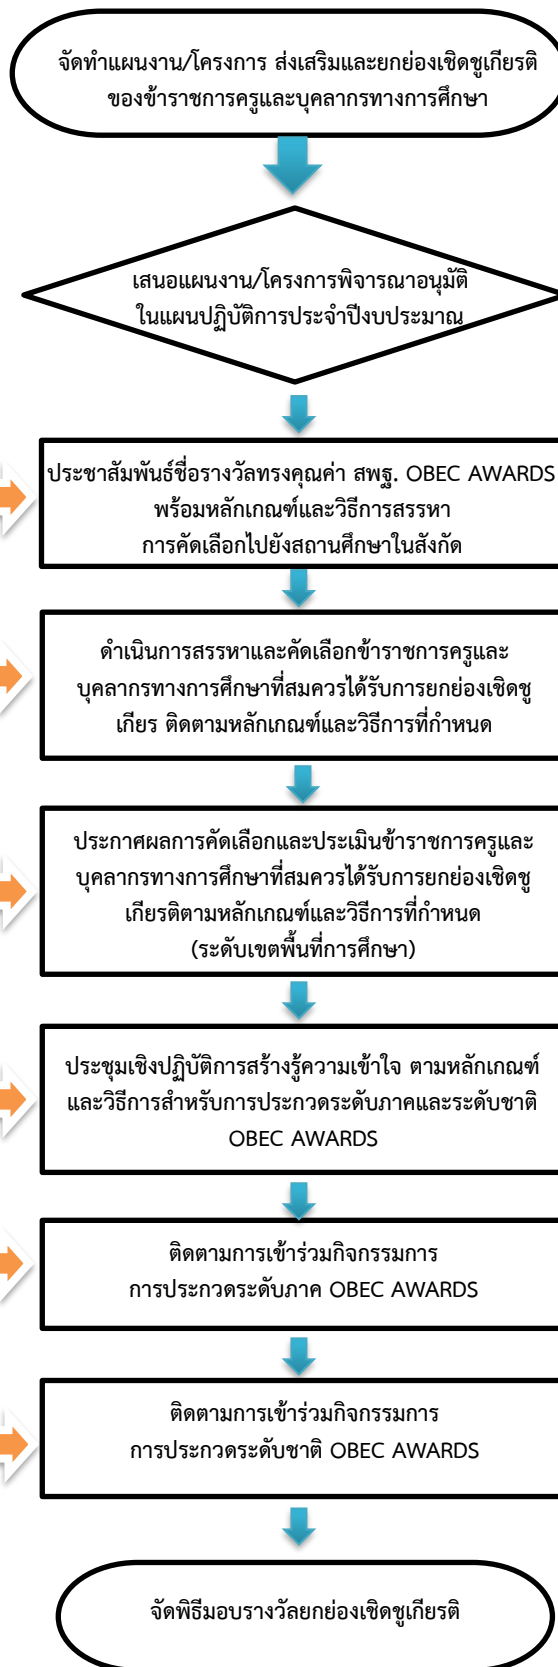 จัดทำแผนงาน/โครงการ ส่งเสริมและยกย่องเชิดชูเกียรติ
ของข้าราชการครูและบุคลากรทางการศึกษา
เสนอแผนงาน/โครงการพิจารณาอนุมัติ
ในแผนปฏิบัติการประจำปีงบประมาณ
ประชาสัมพันธ์ชื่อรางวัลทรงคุณค่า สพฐ. OBEC AWARDS
พร้อมหลักเกณฑ์และวิธีการสรรหา
การคัดเลือกไปยังสถานศึกษาในสังกัด
ดำเนินการสรรหาและคัดเลือกข้าราชการครูและ
บุคลากรทางการศึกษาที่สมควรได้รับการยกย่องเชิดชู
เกียร ติดตามหลักเกณฑ์และวิธีการที่กำหนด
ประกาศผลการคัดเลือกและประเมินข้าราชการครูและ
บุคลากรทางการศึกษาที่สมควรได้รับการยกย่องเชิดชู
เกียรติตามหลักเกณฑ์และวิธีการที่กำหนด
(ระดับเขตพื้นที่การศึกษา)
ประชุมเชิงปฏิบัติการสร้างรู้ความเข้าใจ ตามหลักเกณฑ์
และวิธีการสำหรับการประกวดระดับภาคและระดับชาติ
OBEC AWARDS
ติดตามการเข้าร่วมกิจกรรมการ
การประกวดระดับภาค OBEC AWARDS
ติดตามการเข้าร่วมกิจกรรมการ
การประกวดระดับชาติ OBEC AWARDS
จัดพิธีมอบรางวัลยกย่องเชิดชูเกียรติ